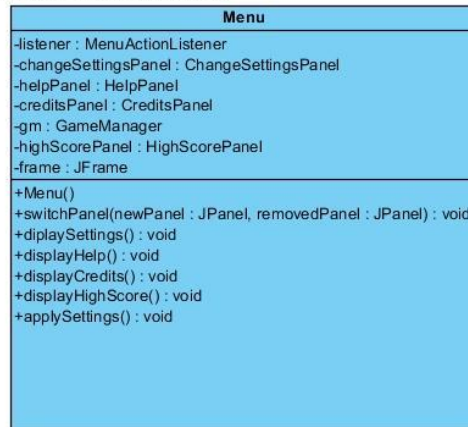 Menu
-listener : MenuActionListener
-changeSettingsPanel : ChangeSettingsPanel
-helpPanel : HelpPanel
-creditsPanel : CreditsPanel
-gm : GameManager
-highScorePanel : HighScorePanel
-frame : JFrame
+Menu()
+switchPanel(newPanel : JPanel, removedPanel : JPanel) : void
+diplaySettings() : void
+displayHelp() : void
+displayCredits() : void
+displayHighScore() : void
+applySettings() : void